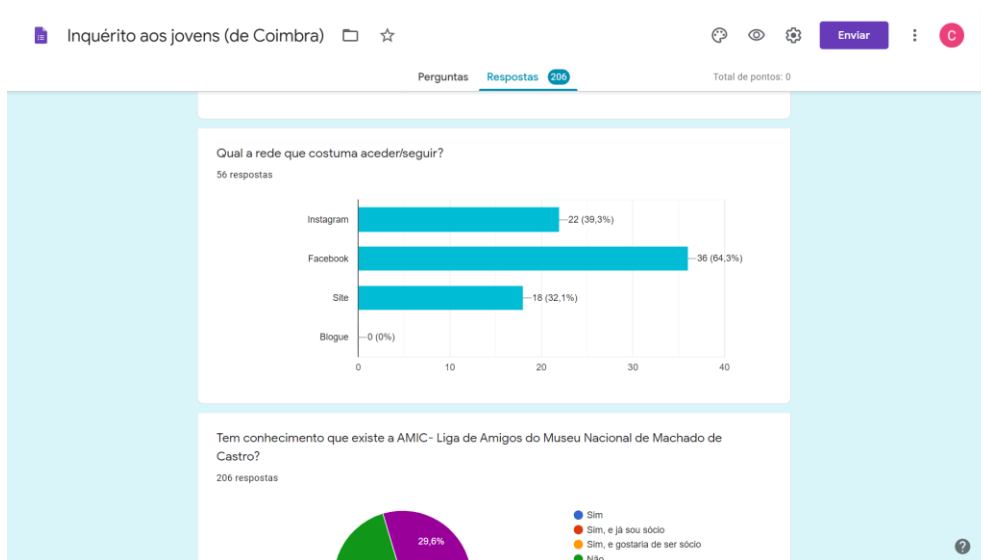 Inquérito aos jovens (de Coimbra)
Enviar
C
Perguntas Respostas 206
Total de pontos: 0
Qual a rede que costuma aceder/seguir?
56 respostas
Instagram 22 (39,3%)
Facebook 36 (64,3%)
Site 18 (32,1%)
Blogue 0 (0%)
0 10 20 30 40
Tem conhecimento que existe a AMIC- Liga de Amigos do Museu Nacional de Machado de
Castro?
206 respostas
29,6%
Sim
Sim, e já sou sócio
Sim, e gostaria de ser sócio
Não